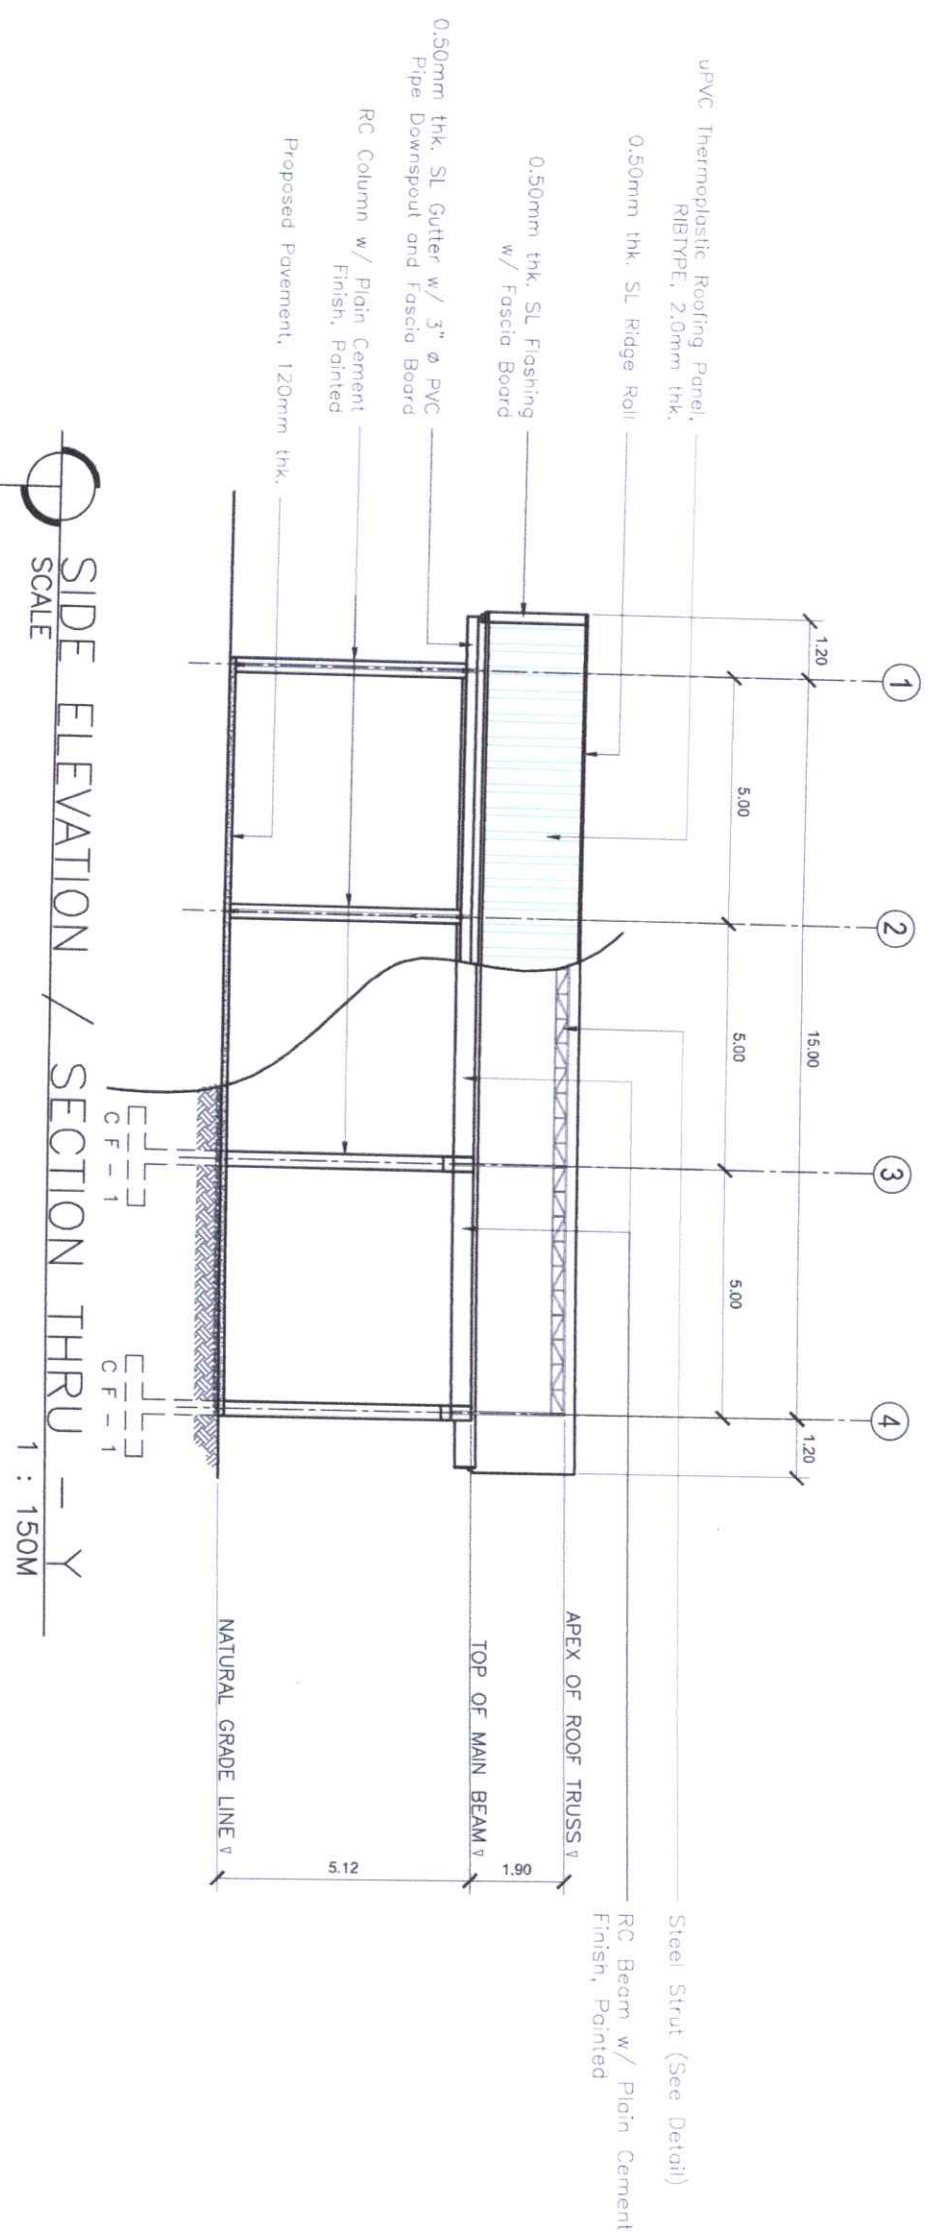 1
2
3
4
1.20
15.00
1.20
5.00
5.00
5.00
uPVC Thermoplastic Roofing Panel,
RIBTYPE, 2.0mm thk.
0.50mm thk. SL Ridge Roll
0.50mm thk. SL Flashing
w/ Fascia Board
0.50mm thk. SL Gutter w/ 3" ø PVC
Pipe Downspout and Fascia Board
RC Column w/ Plain Cement
Finish, Painted
Proposed Pavement, 120mm thk.
Steel Strut (See Detail)
RC Beam w/ Plain Cement
Finish, Painted
APEX OF ROOF TRUSS
1.90
TOP OF MAIN BEAM
5.12
NATURAL GRADE LINE
CF-1
CF-1
SIDE ELEVATION / SECTION THRU - Y
SCALE
1 : 150M